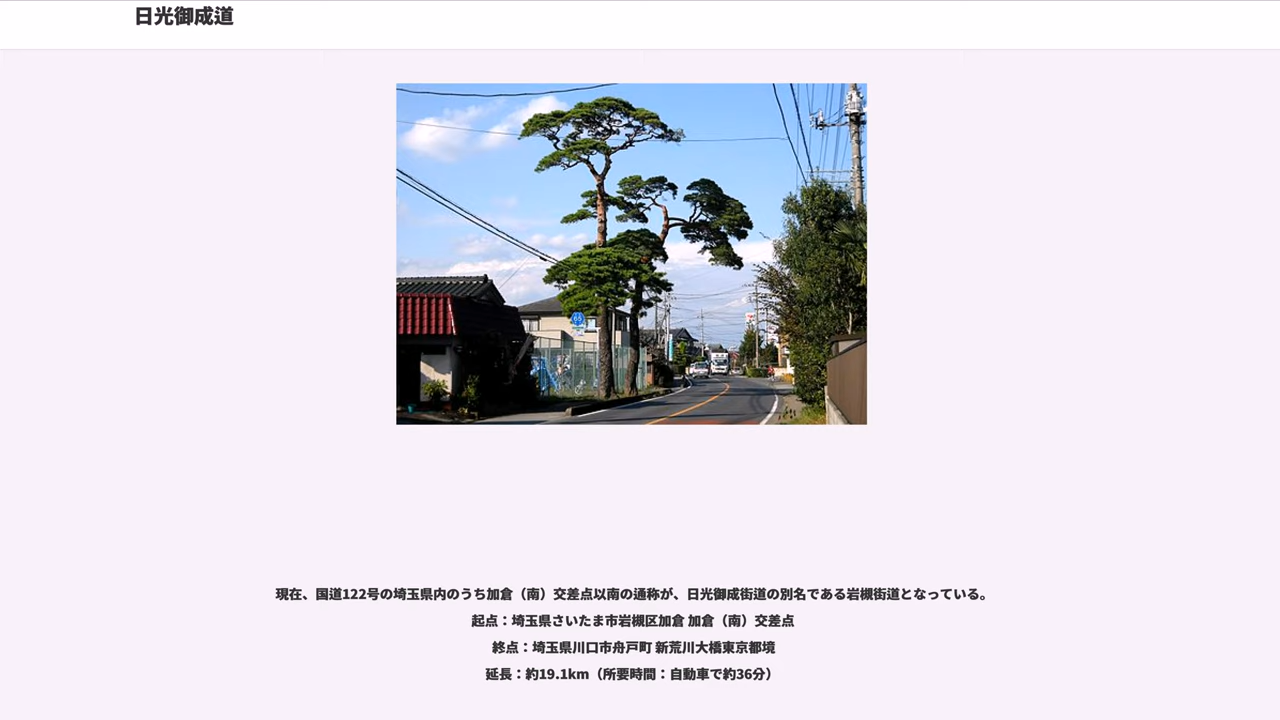 日光御成道
65
現在、国道122号の埼玉県内のうち加倉（南）交差点以南の通称が、日光御成街道の別名である岩槻街道となっている。
起点：埼玉県さいたま市岩槻区加倉 加倉（南）交差点
終点：埼玉県川口市舟戸町 新荒川大橋東京都境
延長：約19.1km（所要時間：自動車で約36分）